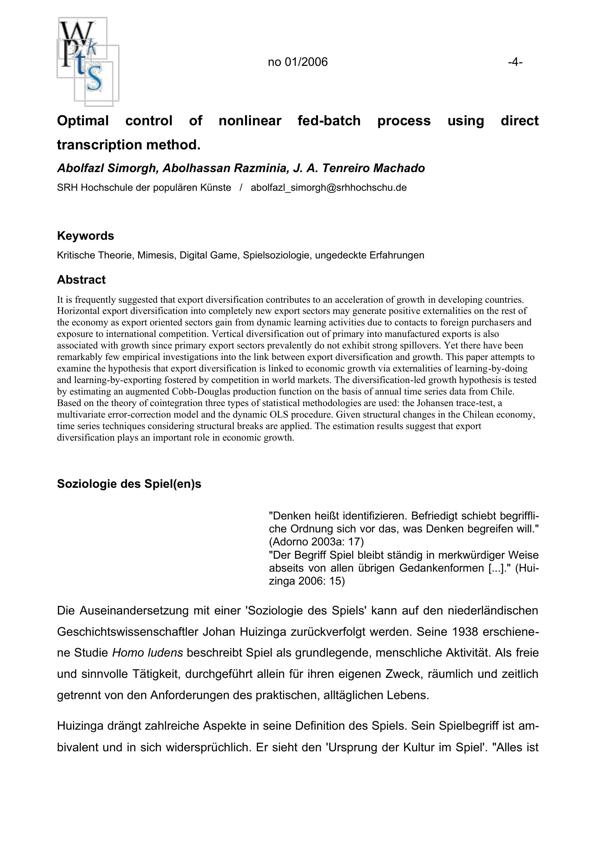 W
P k
t s
S
no 01/2006 -4-
Optimal control of nonlinear fed-batch process using direct
transcription method.
Abolfazl Simorgh, Abolhassan Razminia, J. A. Tenreiro Machado
SRH Hochschule der populären Künste / abolfazl_simorgh@srhhochschu.de
Keywords
Kritische Theorie, Mimesis, Digital Game, Spielsoziologie, ungedeckte Erfahrungen
Abstract
It is frequently suggested that export diversification contributes to an acceleration of growth in developing countries.
Horizontal export diversification into completely new export sectors may generate positive externalities on the rest of
the economy as export oriented sectors gain from dynamic learning activities due to contacts to foreign purchasers and
exposure to international competition. Vertical diversification out of primary into manufactured exports is also
associated with growth since primary export sectors prevalently do not exhibit strong spillovers. Yet there have been
remarkably few empirical investigations into the link between export diversification and growth. This paper attempts to
examine the hypothesis that export diversification is linked to economic growth via externalities of learning-by-doing
and learning-by-exporting fostered by competition in world markets. The diversification-led growth hypothesis is tested
by estimating an augmented Cobb-Douglas production function on the basis of annual time series data from Chile.
Based on the theory of cointegration three types of statistical methodologies are used: the Johansen trace-test, a
multivariate error-correction model and the dynamic OLS procedure. Given structural changes in the Chilean economy,
time series techniques considering structural breaks are applied. The estimation results suggest that export
diversification plays an important role in economic growth.
Soziologie des Spiel(en)s
"Denken heißt identifizieren. Befriedigt schiebt begriffli-
che Ordnung sich vor das, was Denken begreifen will."
(Adorno 2003a: 17)
"Der Begriff Spiel bleibt ständig in merkwürdiger Weise
abseits von allen übrigen Gedankenformen [...]." (Hui-
zinga 2006: 15)
Die Auseinandersetzung mit einer 'Soziologie des Spiels' kann auf den niederländischen
Geschichtswissenschaftler Johan Huizinga zurückverfolgt werden. Seine 1938 erschiene-
ne Studie Homo ludens beschreibt Spiel als grundlegende, menschliche Aktivität. Als freie
und sinnvolle Tätigkeit, durchgeführt allein für ihren eigenen Zweck, räumlich und zeitlich
getrennt von den Anforderungen des praktischen, alltäglichen Lebens.
Huizinga drängt zahlreiche Aspekte in seine Definition des Spiels. Sein Spielbegriff ist am-
bivalent und in sich widersprüchlich. Er sieht den 'Ursprung der Kultur im Spiel'. "Alles ist